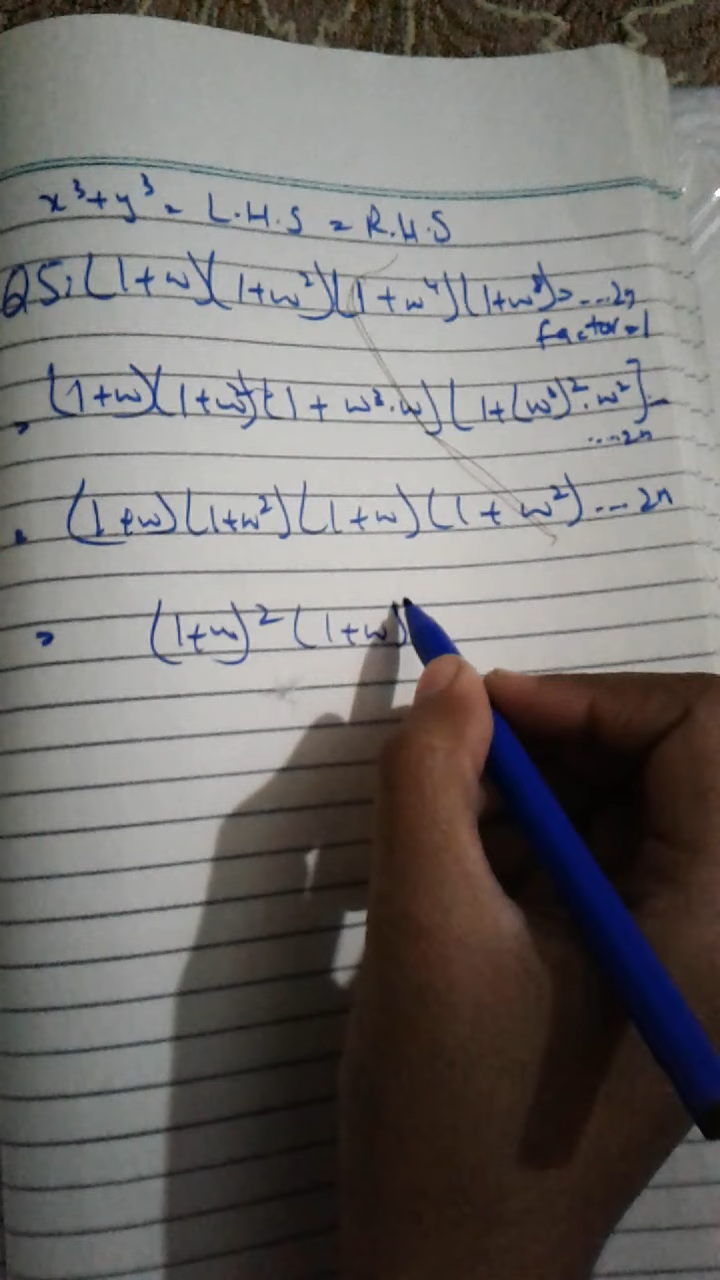 x³+y³ = L.H.S = R.H.S
Q5, (1+ω)(1+ω²)(1+ω⁴)(1+ω⁸) = ...2n
factor=1
= (1+ω)(1+ω²)(1+ω³.ω)(1+(ω³)².ω²]...
...2n
= (1+ω)(1+ω²)(1+ω)(1+ω²)...2n
= (1+ω)²(1+ω)